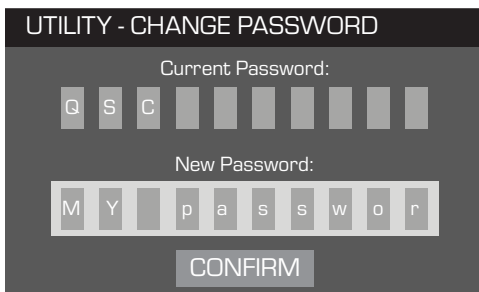 UTILITY - CHANGE PASSWORD
Current Password:
Q S C
New Password:
M Y p a s s w o r
CONFIRM